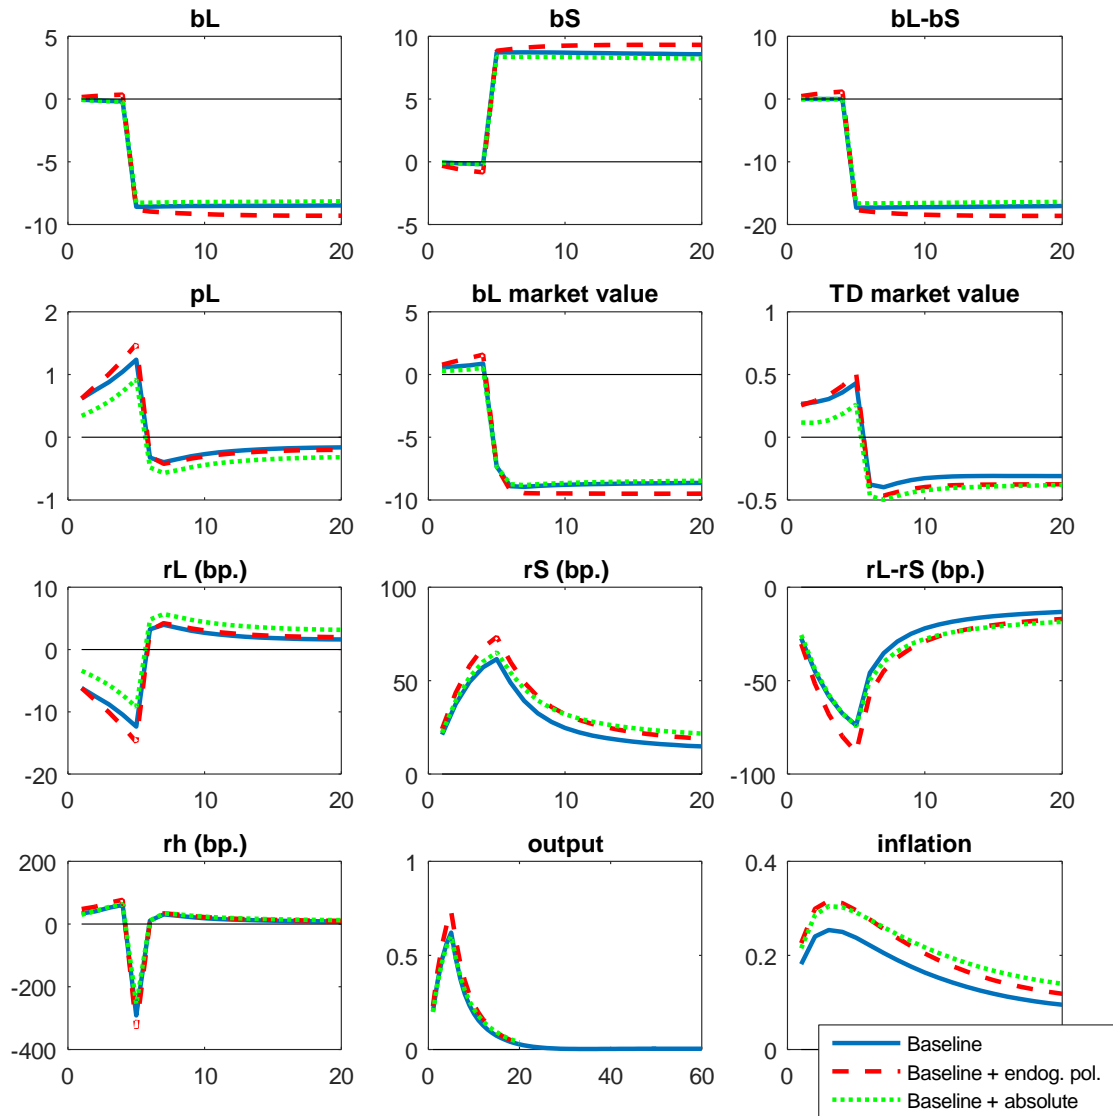 bL bS bL-bS
5 10 10
0 5 0
-5 0 -10
-10 -5 -20
0 10 20 0 10 20 0 10 20
pL bL market value TD market value
2 5 1
1 0 0.5
0 -5 0
-1 -10 -0.5
0 10 20 0 10 20 0 10 20
rL (bp.) rS (bp.) rL-rS (bp.)
10 100 0
0 50 -50
-10 0 -100
-20
0 10 20 0 10 20 0 10 20
rh (bp.) output inflation
200 1 0.4
0 0.5 0.2
-200 0 0
-400
0 10 20 0 20 40 60 0
Baseline
Baseline + endog. pol.
Baseline + absolute